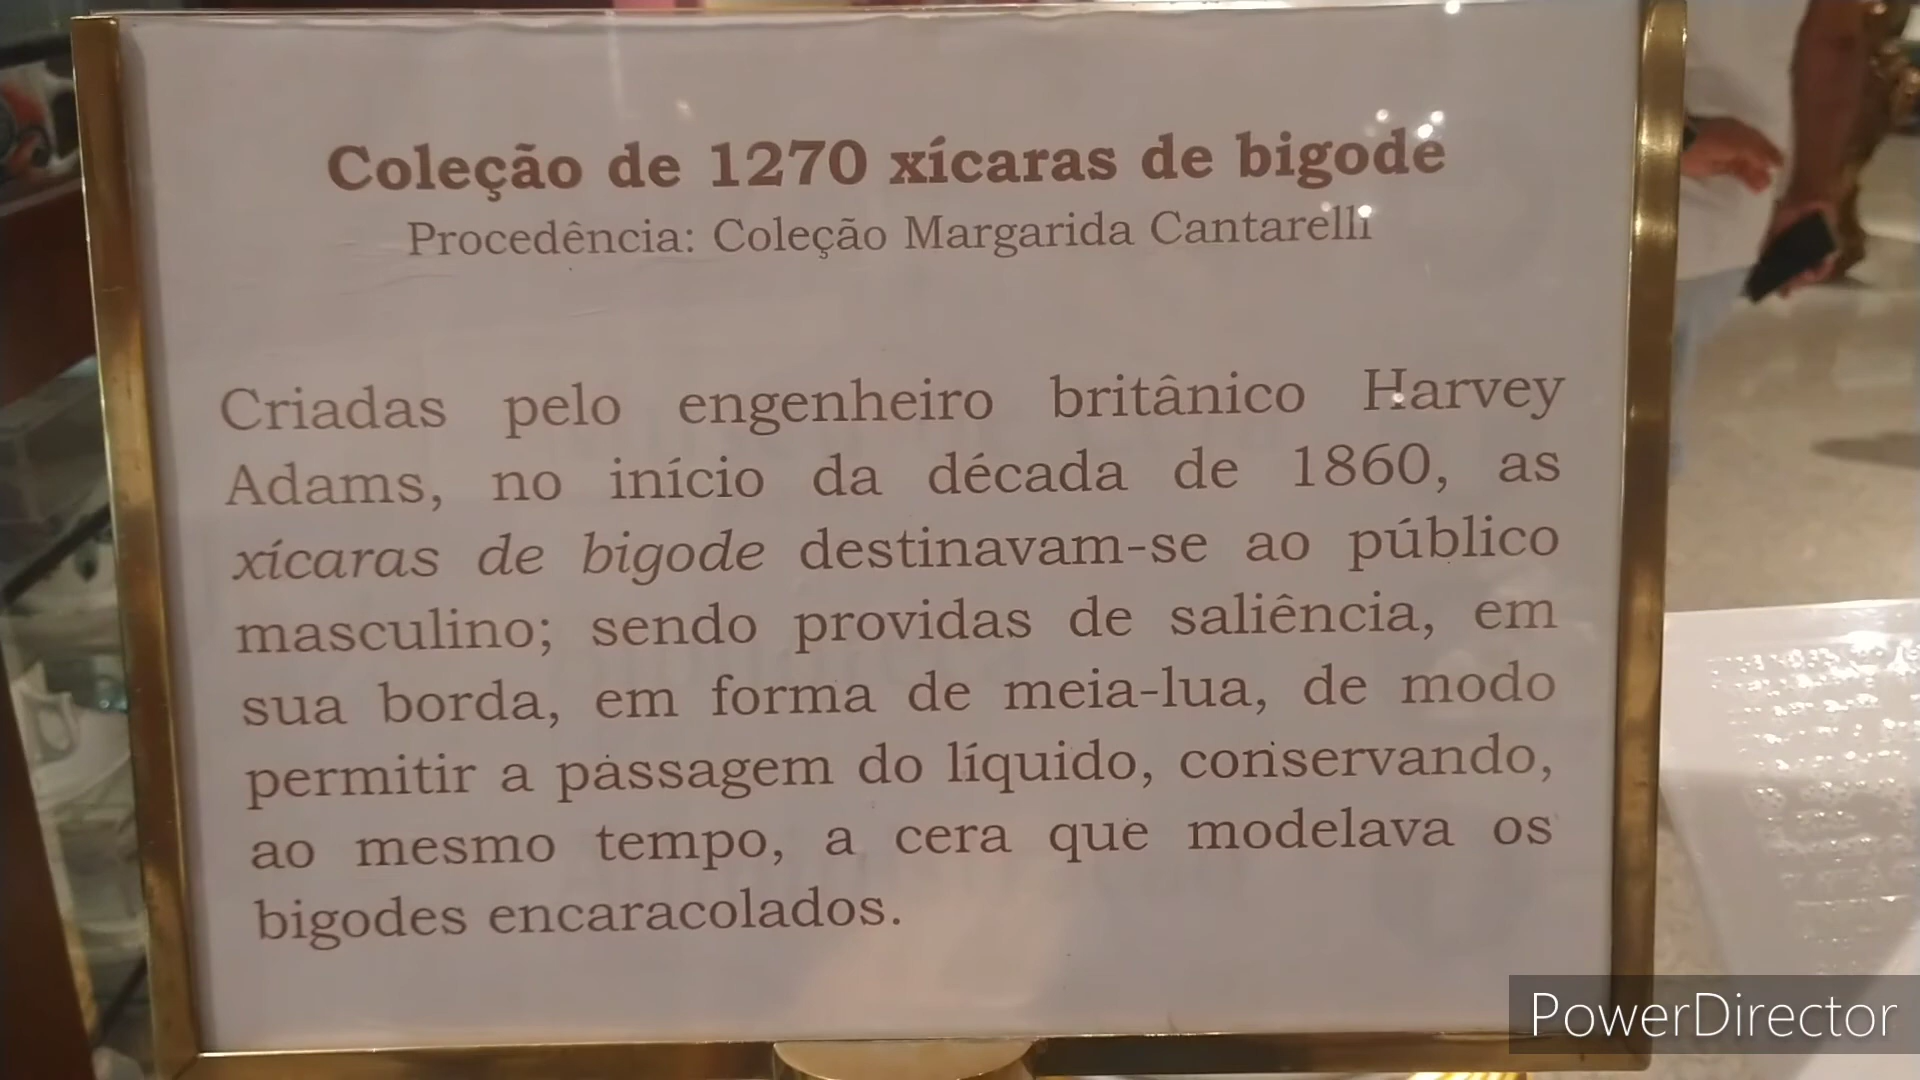 Coleção de 1270 xícaras de bigode
Procedência: Coleção Margarida Cantarelli
Criadas pelo engenheiro britânico Harvey
Adams, no início da década de 1860, as
xícaras de bigode destinavam-se ao público
masculino; sendo providas de saliência, em
sua borda, em forma de meia-lua, de modo
permitir a passagem do líquido, conservando,
ao mesmo tempo, a cera que modelava os
bigodes encaracolados.
PowerDirector